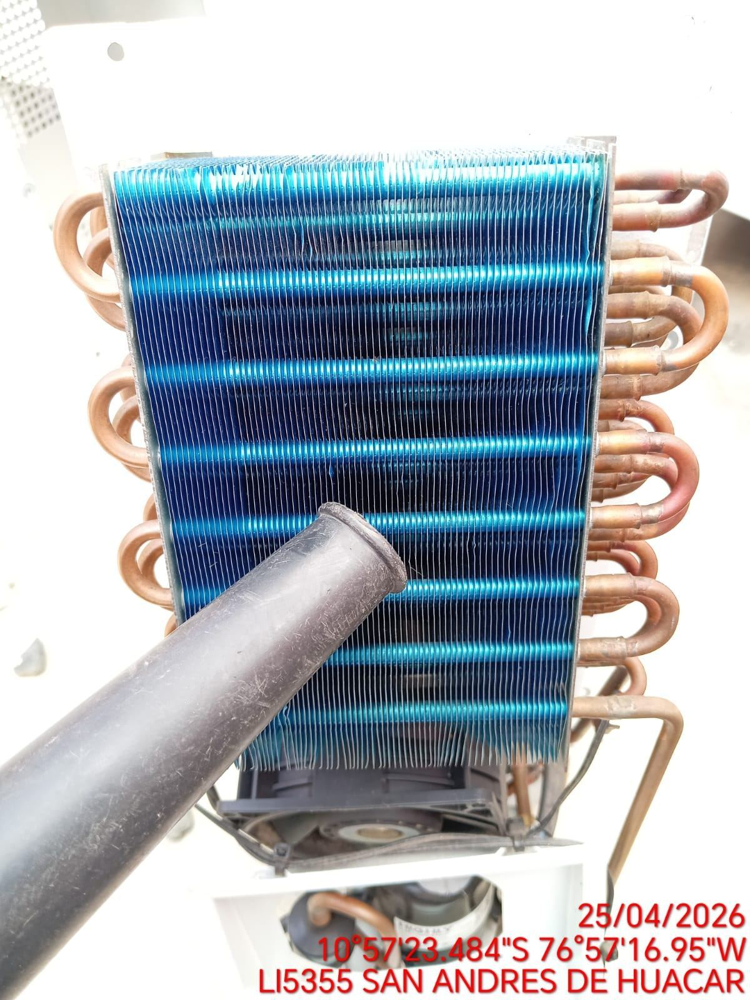 25/04/2026
10°57'23.484"S 76°57'16.95"W
LI5355 SAN ANDRES DE HUACAR